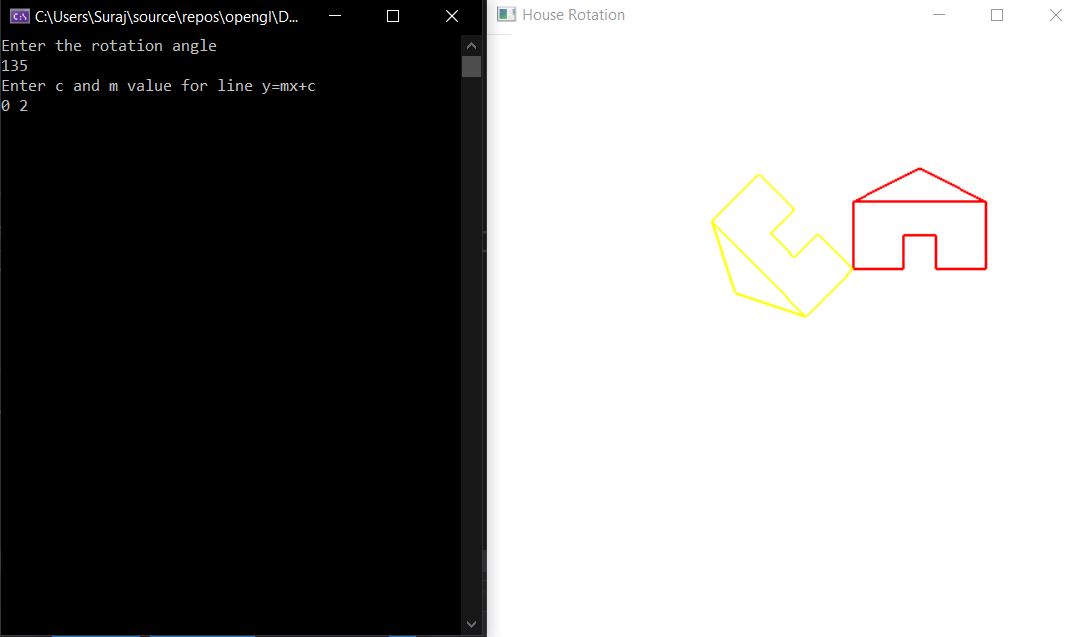 C:\Users\Suraj\source\repos\opengl\D...
Enter the rotation angle
135
Enter c and m value for line y=mx+c
0 2
House Rotation